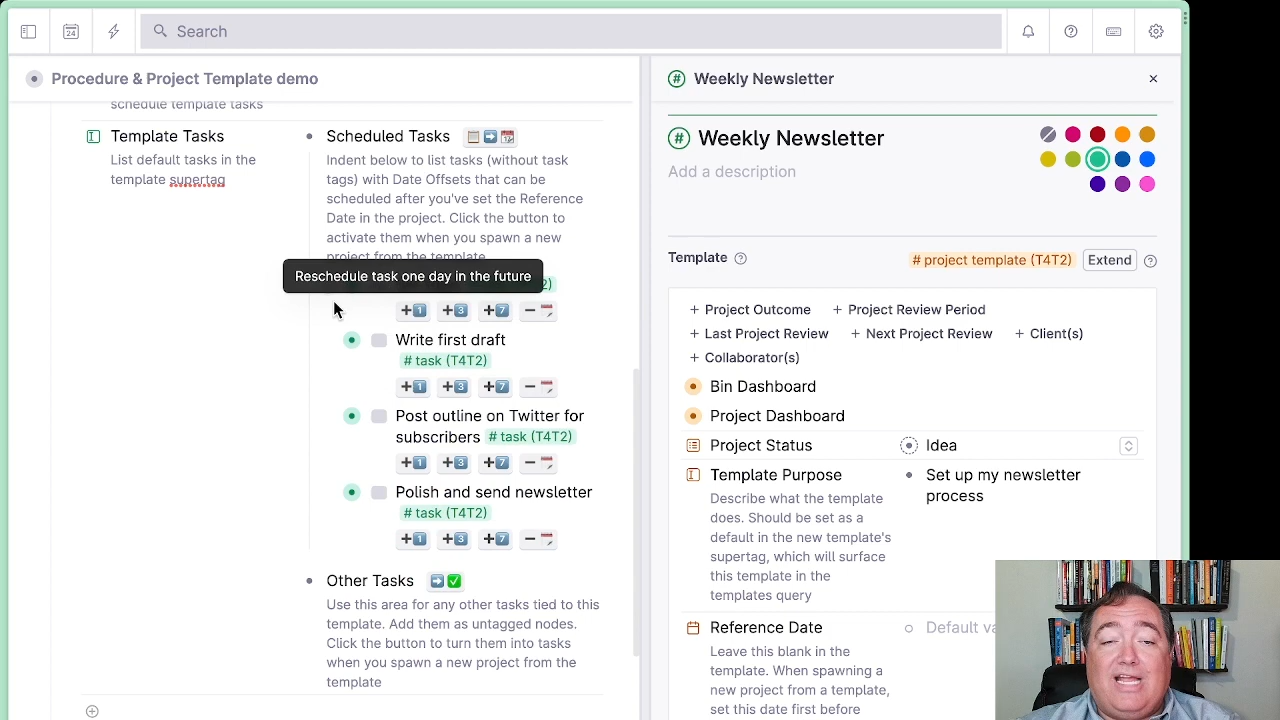 24
Search
Procedure & Project Template demo
schedule template tasks
Template Tasks
List default tasks in the
template supertag
Scheduled Tasks
Indent below to list tasks (without task
tags) with Date Offsets that can be
scheduled after you've set the Reference
Date in the project. Click the button to
activate them when you spawn a new
project from the template
Reschedule task one day in the future
2)
+1 +3 +7 −
Write first draft
# task (T4T2)
+1 +3 +7 −
Post outline on Twitter for
subscribers # task (T4T2)
+1 +3 +7 −
Polish and send newsletter
# task (T4T2)
+1 +3 +7 −
Other Tasks
Use this area for any other tasks tied to this
template. Add them as untagged nodes.
Click the button to turn them into tasks
when you spawn a new project from the
template
# Weekly Newsletter
# Weekly Newsletter
Add a description
Template
# project template (T4T2) Extend
+ Project Outcome + Project Review Period
+ Last Project Review + Next Project Review + Client(s)
+ Collaborator(s)
Bin Dashboard
Project Dashboard
Project Status
Idea
Template Purpose
Describe what the template
does. Should be set as a
default in the new template's
supertag, which will surface
this template in the
templates query
Set up my newsletter
process
Reference Date
Default va
Leave this blank in the
template. When spawning a
new project from a template,
set this date first before